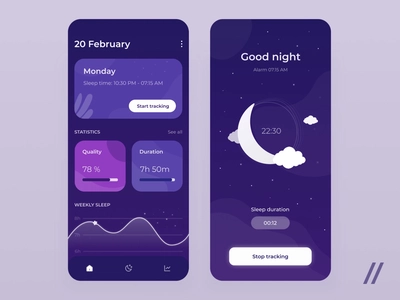 20 February
Monday
Sleep time: 10:30 PM - 07:15 AM
Start tracking
STATISTICS
See all
Quality
Duration
78 %
7h 50m
WEEKLY SLEEP
Good night
Alarm 07:15 AM
22:30
Sleep duration
00:12
Stop tracking